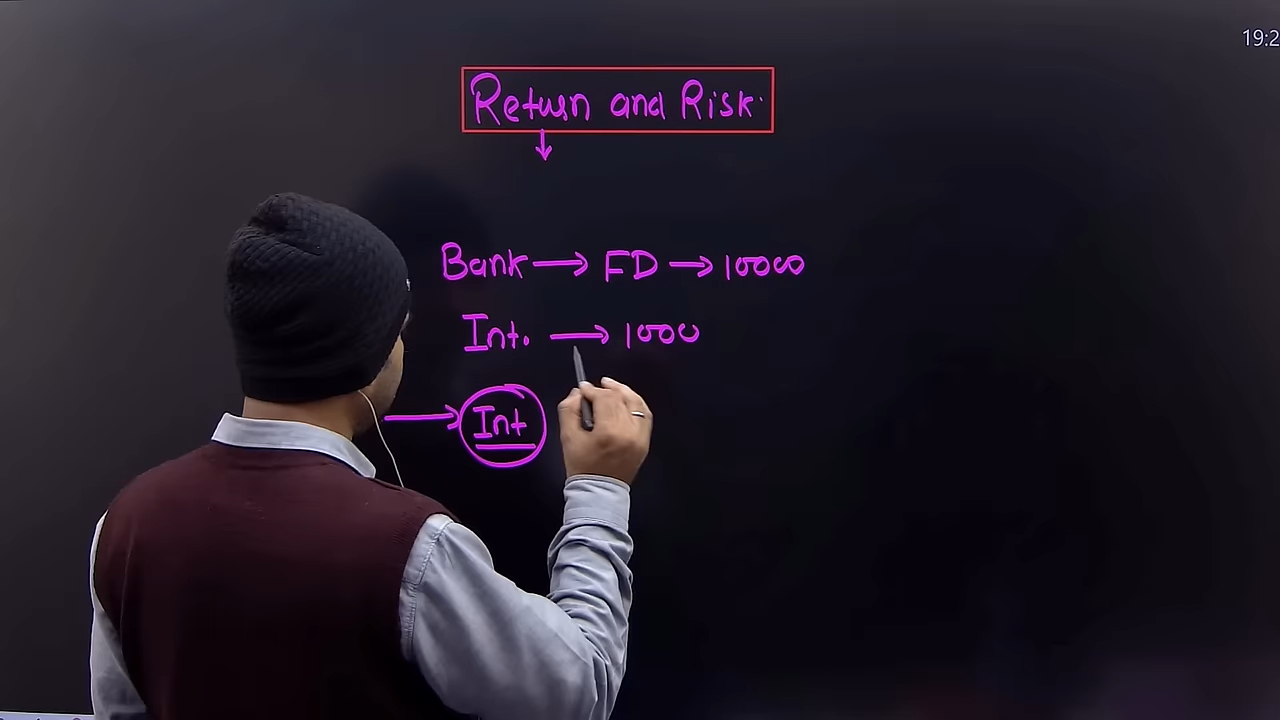 19:2
Return and Risk.
↓
Bank → FD → 10000
Int. → 1000
→ Int